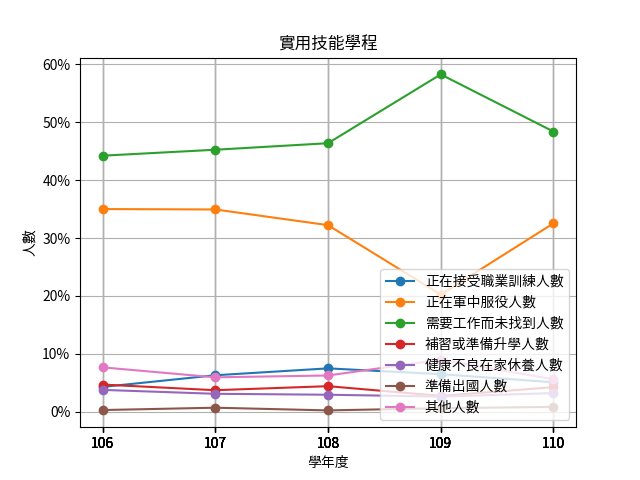 實用技能學程
60%
50%
40%
30%
20%
10%
0%
人數
正在接受職業訓練人數
正在軍中服役人數
需要工作而未找到人數
補習或準備升學人數
健康不良在家休養人數
準備出國人數
其他人數
106 107 108 109 110
學年度